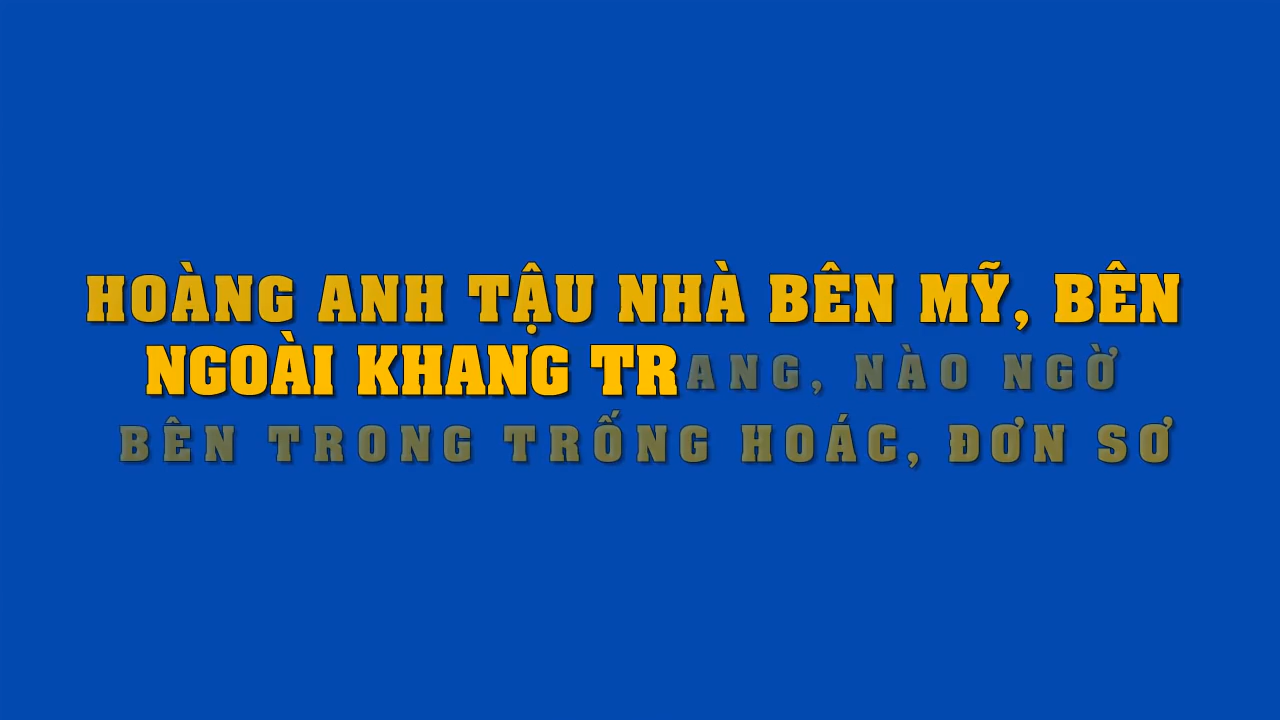 HOÀNG ANH TẬU NHÀ BÊN MỸ, BÊN
NGOÀI KHANG TRANG, NÀO NGỜ
BÊN TRONG TRỐNG HOÁC, ĐƠN SƠ